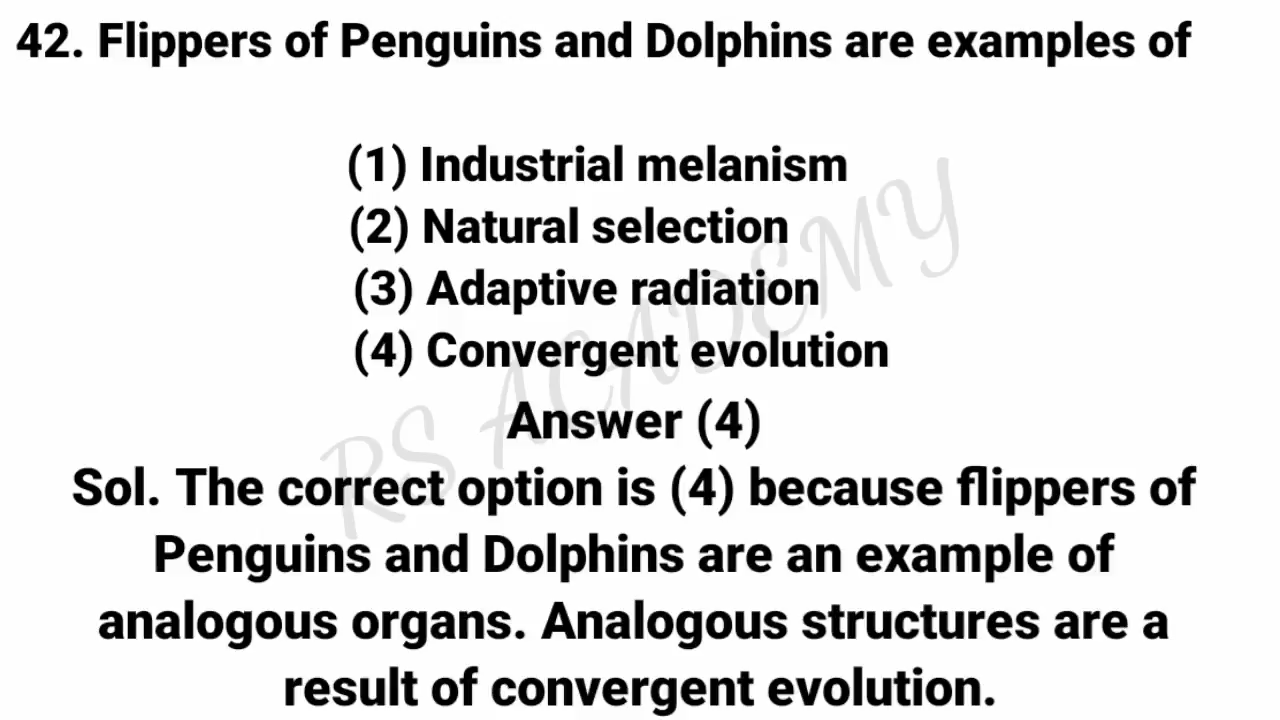 42. Flippers of Penguins and Dolphins are examples of
(1) Industrial melanism
(2) Natural selection
(3) Adaptive radiation
(4) Convergent evolution
RS ACADEMY
Answer (4)
Sol. The correct option is (4) because flippers of
Penguins and Dolphins are an example of
analogous organs. Analogous structures are a
result of convergent evolution.